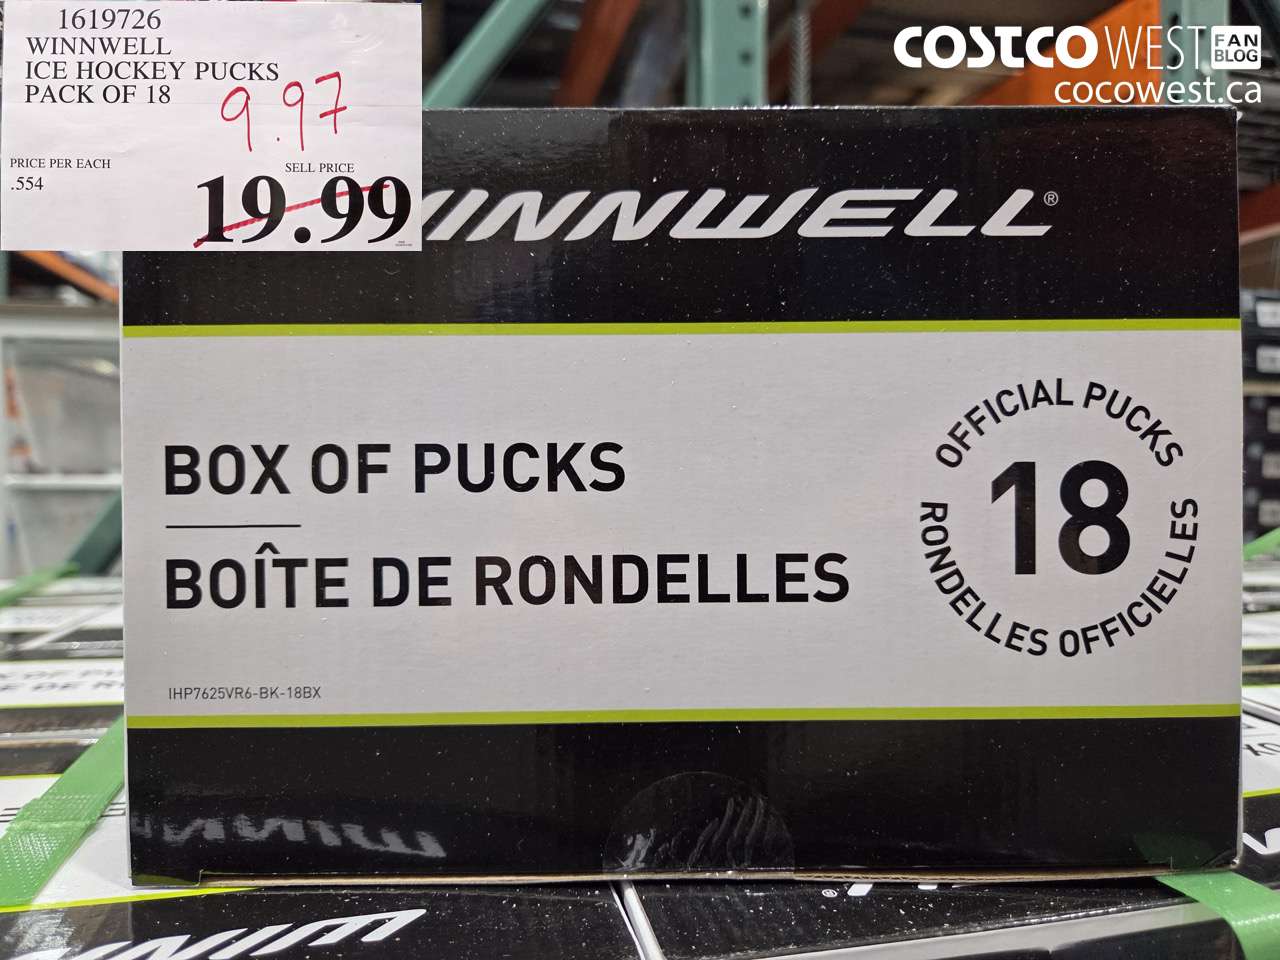 1619726
WINNWELL
ICE HOCKEY PUCKS
PACK OF 18
9.97
PRICE PER EACH
.554
SELL PRICE
19.99
COSTCO WEST FAN BLOG
cocowest.ca
WINNWELL®
BOX OF PUCKS
BOÎTE DE RONDELLES
OFFICIAL PUCKS
18
RONDELLES OFFICIELLES
IHP7625VR6-BK-18BX